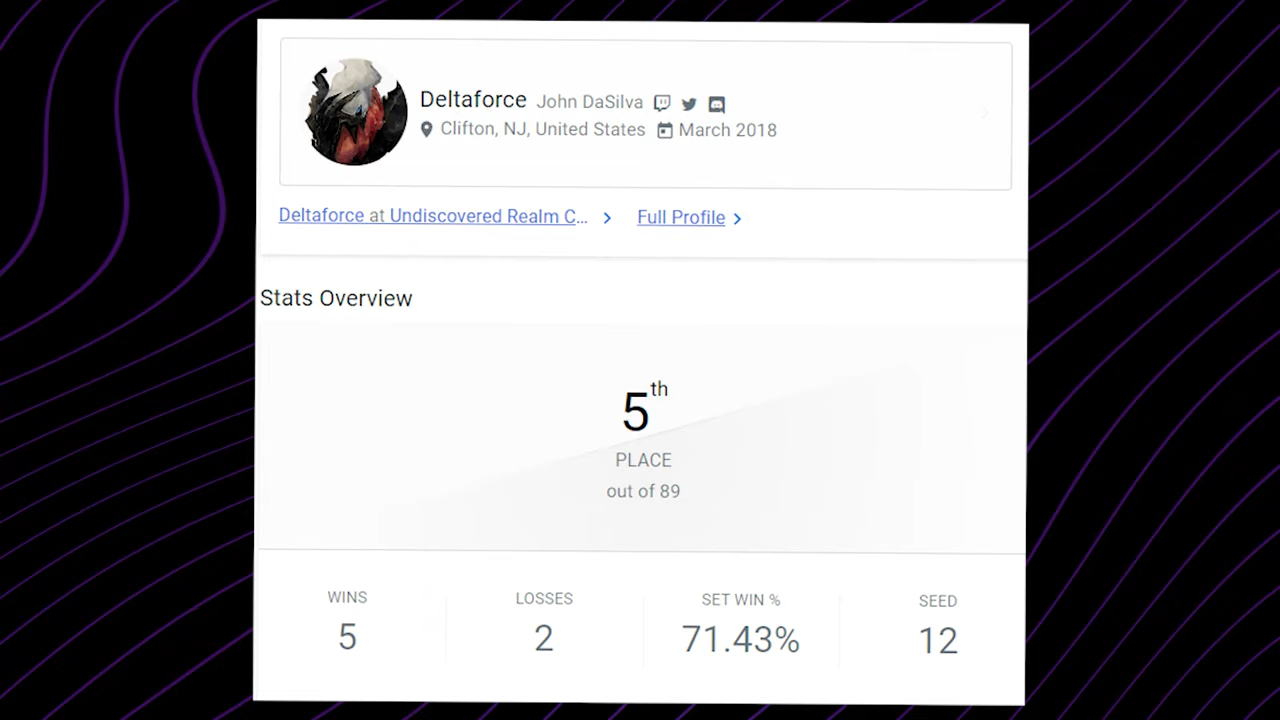 Deltaforce John DaSilva
Clifton, NJ, United States March 2018
Deltaforce at Undiscovered Realm C... Full Profile
Stats Overview
5th
PLACE
out of 89
WINS LOSSES SET WIN % SEED
5 2 71.43% 12